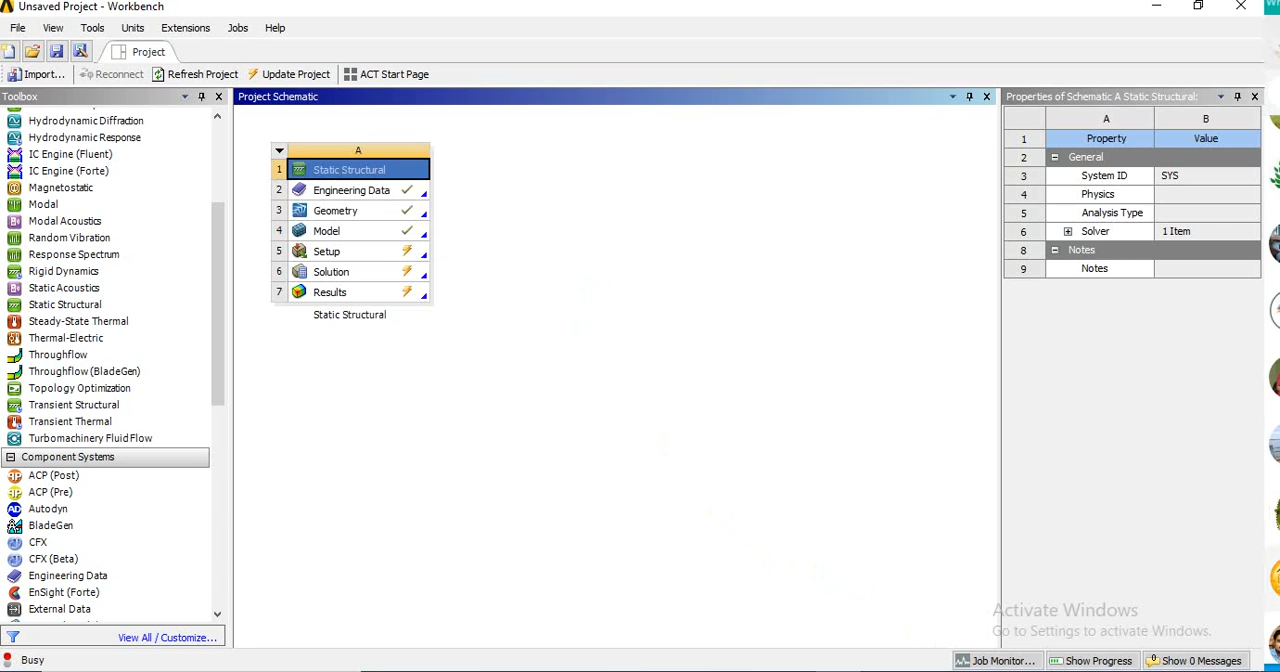 Unsaved Project - Workbench
File View Tools Units Extensions Jobs Help
Project
Import... Reconnect Refresh Project Update Project ACT Start Page
Toolbox
Hydrodynamic Diffraction
Hydrodynamic Response
IC Engine (Fluent)
IC Engine (Forte)
Magnetostatic
Modal
Modal Acoustics
Random Vibration
Response Spectrum
Rigid Dynamics
Static Acoustics
Static Structural
Steady-State Thermal
Thermal-Electric
Throughflow
Throughflow (BladeGen)
Topology Optimization
Transient Structural
Transient Thermal
Turbomachinery Fluid Flow
Component Systems
ACP (Post)
ACP (Pre)
Autodyn
BladeGen
CFX
CFX (Beta)
Engineering Data
EnSight (Forte)
External Data
View All / Customize...
Project Schematic
A
1 Static Structural
2 Engineering Data
3 Geometry
4 Model
5 Setup
6 Solution
7 Results
Static Structural
Properties of Schematic A Static Structural:
A B
1 Property Value
2 General
3 System ID SYS
4 Physics
5 Analysis Type
6 Solver 1 Item
8 Notes
9 Notes
Activate Windows
Go to Settings to activate Windows.
Busy
Job Monitor... Show Progress Show 0 Messages